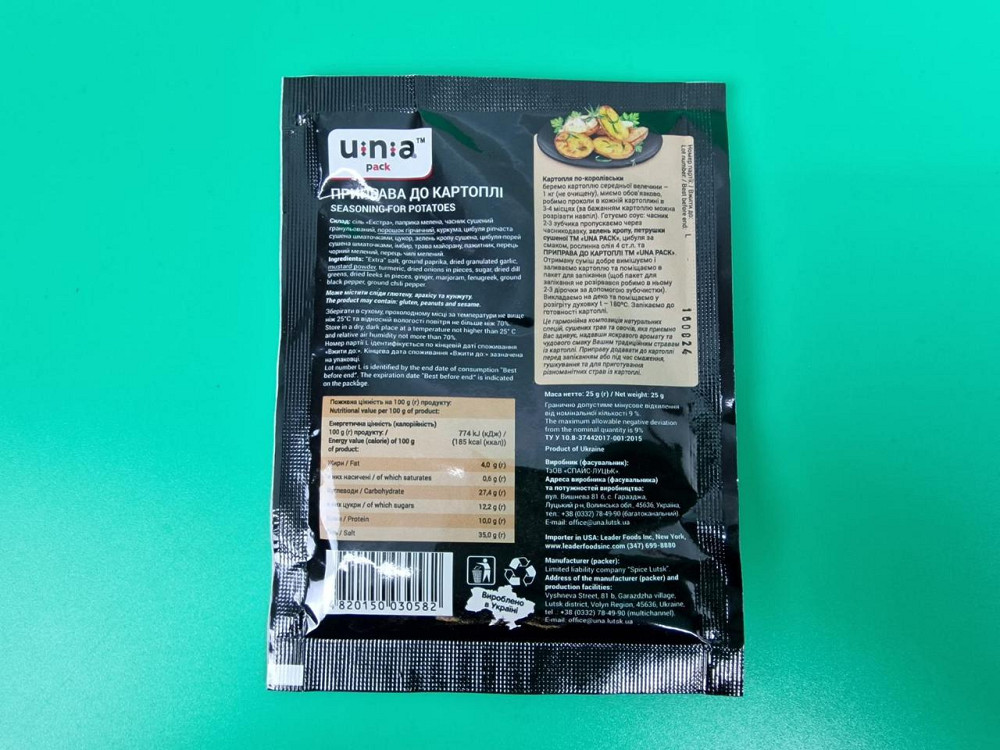 u:n:a ™
pack
ПРИПРАВА ДО КАРТОПЛІ
SEASONING FOR POTATOES
Склад: сіль «Екстра», паприка мелена, часник сушений
гранульований, порошок гірчичний, куркума, цибуля ріпчаста
сушена шматочками, цукор, зелень кропу сушена, цибуля порей
сушена шматочками, імбир, трава майорану, пажитник, перець
чорний мелений, перець чилі мелений.
Ingredients: "Extra" salt, ground paprika, dried granulated garlic,
mustard powder, turmeric, dried onions in pieces, sugar, dried dill
greens, dried leeks in pieces, ginger, marjoram, fenugreek, ground
black pepper, ground chili pepper.
Може містити сліди глютену, арахісу та кунжуту.
The product may contain: gluten, peanuts and sesame.
Зберігати в сухому, прохолодному місці за температури не вище
ніж 25°С та відносній вологості повітря не більше ніж 70%.
Store in a dry, dark place at a temperature not higher than 25° C
and relative air humidity not more than 70%.
Номер партії L ідентифікується по кінцевій даті споживання
«Вжити до:». Кінцева дата споживання «Вжити до:» зазначена
на упаковці.
Lot number L is identified by the end date of consumption "Best
before end:". The expiration date "Best before end:" is indicated
on the package.
Поживна цінність на 100 g (г) продукту:
Nutritional value per 100 g of product:
Енергетична цінність (калорійність)
100 g (г) продукту: /
Energy value (calorie) of 100 g
of product:
774 kJ (кДж) /
(185 kcal (ккал))
Жири / Fat 4,0 g (г)
з них насичені / of which saturates 0,6 g (г)
Вуглеводи / Carbohydrate 27,4 g (г)
з них цукри / of which sugars 12,2 g (г)
/ Protein 10,0 g (г)
/ Salt 35,0 g (г)
4 820150 030582
Вироблено
в Україні
Картопля по-королівськи
беремо картоплю середньої величини –
1 кг (не очищену), миємо обов'язково,
робимо проколи в кожній картоплині в
3-4 місцях (за бажанням картоплю можна
розрізати навпіл). Готуємо соус: часник
2-3 зубчика пропускаємо через
часникодавку, зелень кропу, петрушки
сушені ТМ «UNA PACK», цибуля за
смаком, рослинна олія 4 ст.л. та
ПРИПРАВА ДО КАРТОПЛІ ТМ «UNA PACK».
Отриману суміш добре вимішуємо і
заливаємо картоплю та поміщаємо в
пакет для запікання (щоб пакет для
запікання не розірвався робимо в ньому
2-3 дірочки за допомогою зубочистки).
Викладаємо на деко та поміщаємо у
розігріту духовку t – 180°С. Запікаємо до
готовності картоплі.
Це гармонійна композиція натуральних
спецій, сушених трав та овочів, яка приємно
Вас здивує, надавши яскравого аромату та
чудового смаку Вашим традиційним стравам
із картоплі. Приправу додавати до картоплі
перед запіканням або під час смаження,
тушкування та для приготування
різноманітних страв із картоплі.
Номер партії / Вжити до:
Lot number / Best before end: L
160024
Маса нетто: 25 g (г) / Net weight: 25 g
Гранично допустиме мінусове відхилення
від номінальної кількості 9 %.
The maximum allowable negative deviation
from the nominal quantity is 9%.
ТУ У 10.8-37442017-001:2015
Product of Ukraine
Виробник (фасувальник):
ТзОВ «СПАЙС-ЛУЦЬК».
Адреса виробника (фасувальника)
та потужностей виробництва:
вул. Вишнева 81 б, с. Гаразджа,
Луцький р-н, Волинська обл., 45636, Україна,
тел.: +38 (0332) 78-49-90 (багатоканальний).
E-mail: office@una.lutsk.ua
Importer in USA: Leader Foods Inc, New York,
www.leaderfoodsinc.com (347) 699-8880
Manufacturer (packer):
Limited liability company "Spice Lutsk".
Address of the manufacturer (packer) and
production facilities:
Vyshneva Street, 81 b, Garazdzha village,
Lutsk district, Volyn Region, 45636, Ukraine,
tel.: +38 (0332) 78-49-90 (multichannel).
E-mail: office@una.lutsk.ua